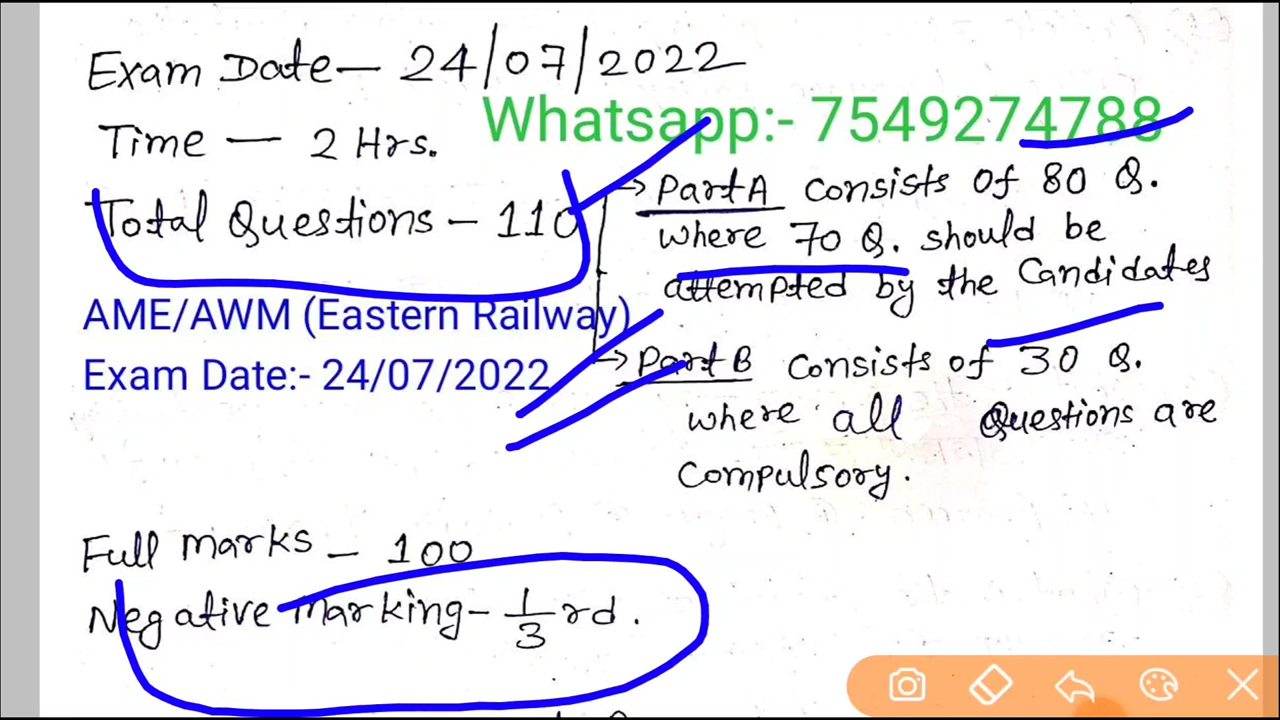 Exam Date- 24/07/2022
Whatsapp:- 7549274788
Time - 2 Hrs.
Total Questions - 110
→ Part A consists of 80 Q.
where 70 Q. should be
attempted by the Candidates
AME/AWM (Eastern Railway)
Exam Date:- 24/07/2022
→ Part B consists of 30 Q.
where all Questions are
compulsory.
Full marks - 100
Negative marking- 1/3 rd.